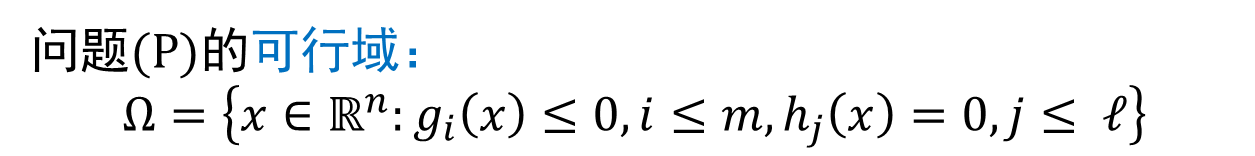 问题(P)的可行域：
Ω = {x ∈ ℝⁿ: gᵢ(x) ≤ 0, i ≤ m, hⱼ(x) = 0, j ≤ ℓ}